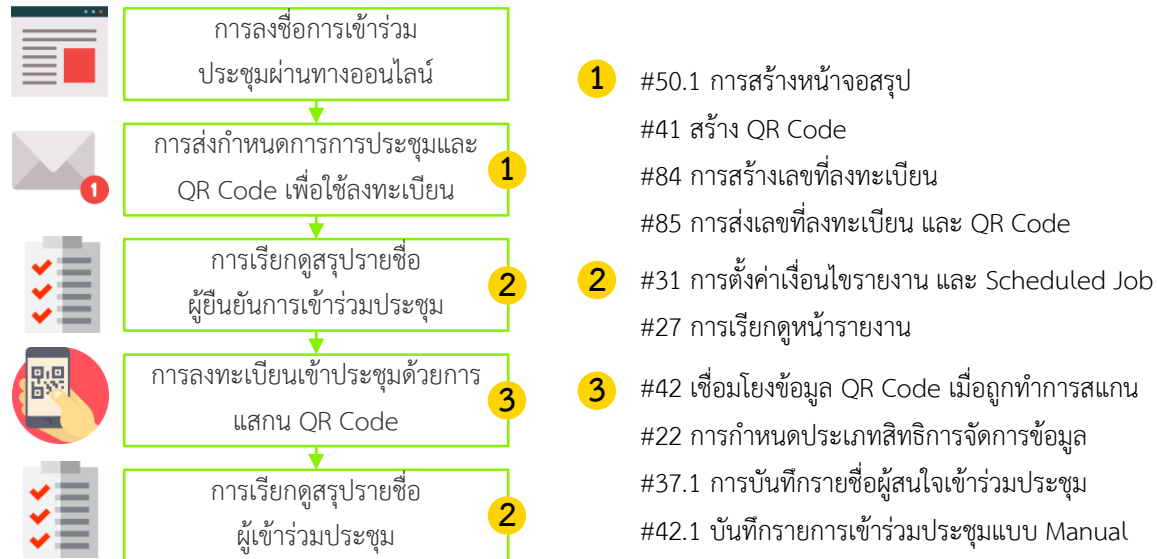 การลงชื่อการเข้าร่วม
ประชุมผ่านทางออนไลน์
การส่งกำหนดการการประชุมและ
QR Code เพื่อใช้ลงทะเบียน
1
1
การเรียกดูสรุปรายชื่อ
ผู้ยืนยันการเข้าร่วมประชุม
2
การลงทะเบียนเข้าประชุมด้วยการ
แสกน QR Code
3
การเรียกดูสรุปรายชื่อ
ผู้เข้าร่วมประชุม
2
1 #50.1 การสร้างหน้าจอสรุป
#41 สร้าง QR Code
#84 การสร้างเลขที่ลงทะเบียน
#85 การส่งเลขที่ลงทะเบียน และ QR Code
2 #31 การตั้งค่าเงื่อนไขรายงาน และ Scheduled Job
#27 การเรียกดูหน้ารายงาน
3 #42 เชื่อมโยงข้อมูล QR Code เมื่อถูกทำการสแกน
#22 การกำหนดประเภทสิทธิการจัดการข้อมูล
#37.1 การบันทึกรายชื่อผู้สนใจเข้าร่วมประชุม
#42.1 บันทึกรายการเข้าร่วมประชุมแบบ Manual